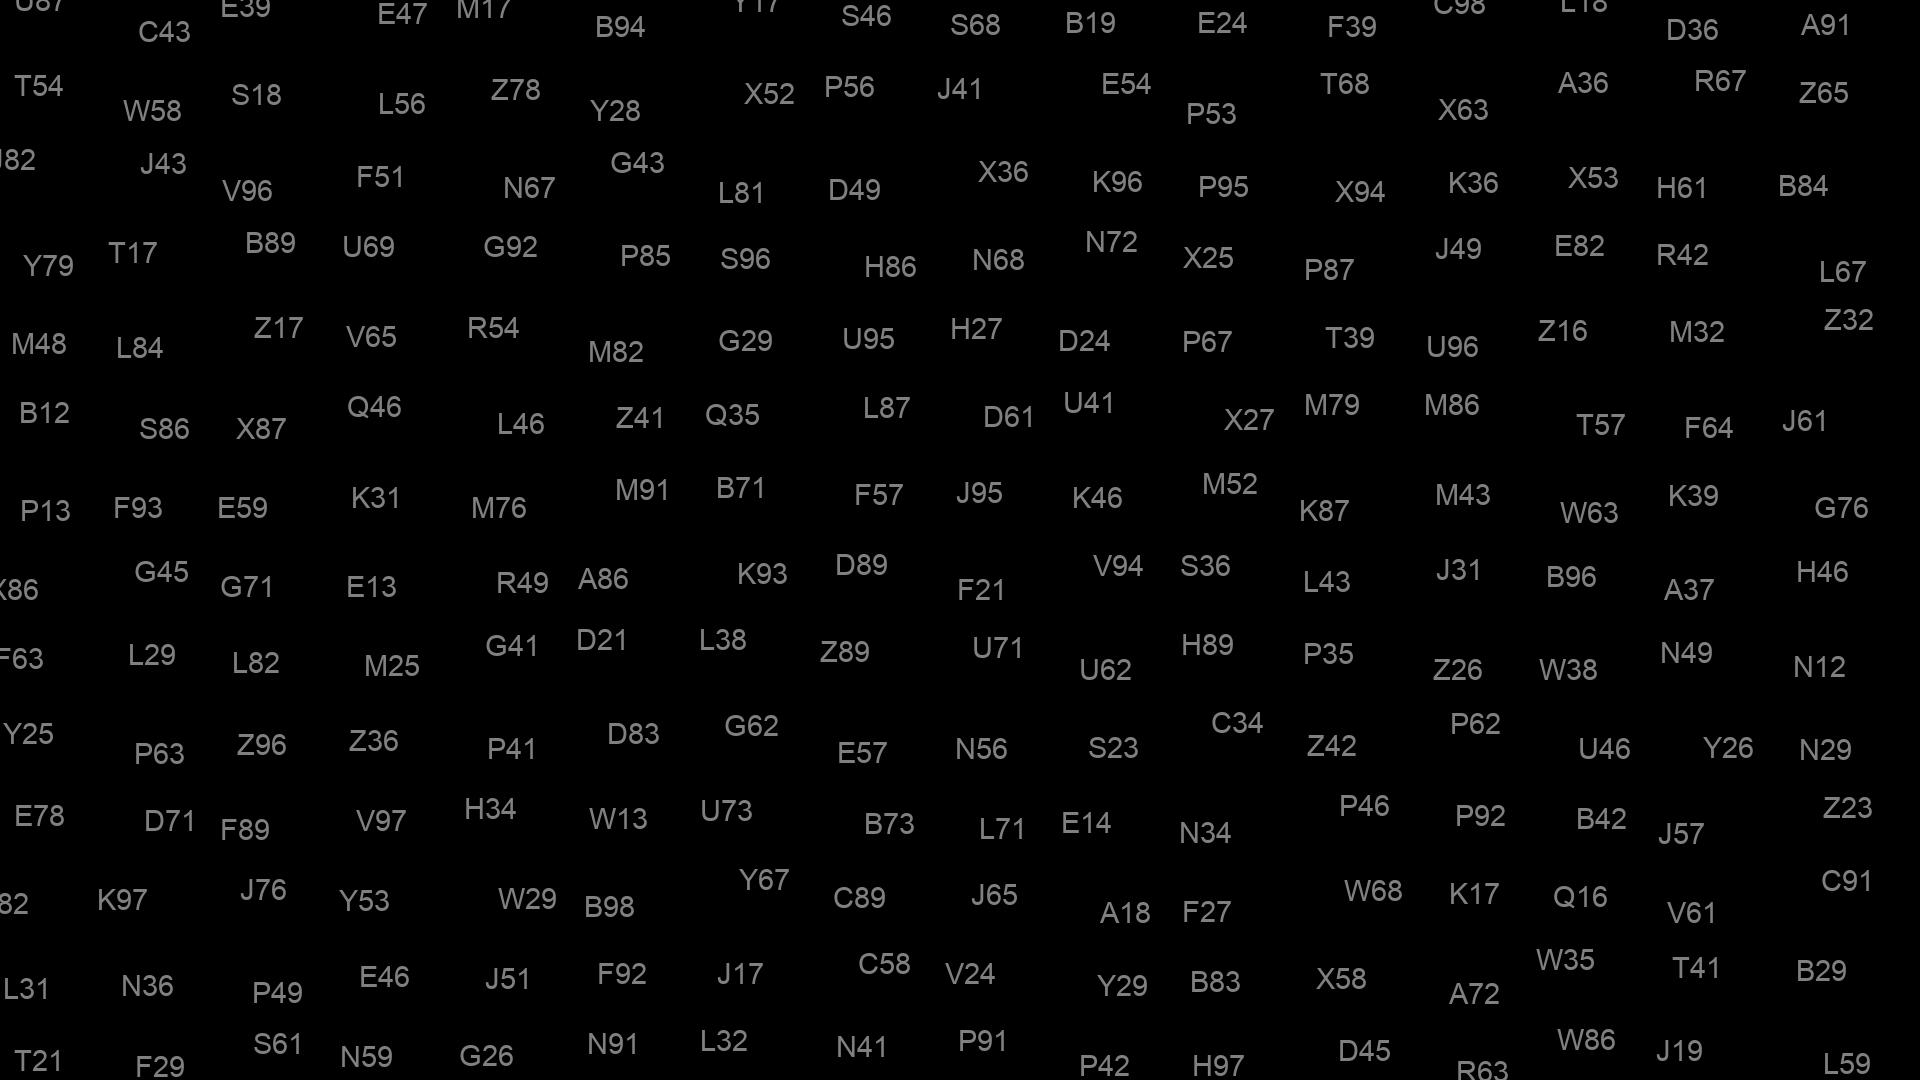 U87 C43 E39 E47 M17 B94 Y17 S46 S68 B19 E24 F39 C98 L18 D36 A91
T54 W58 S18 L56 Z78 Y28 X52 P56 J41 E54 P53 T68 X63 A36 R67 Z65
J43 V96 F51 N67 G43 L81 D49 X36 K96 P95 X94 K36 X53 H61 B84
Y79 T17 B89 U69 G92 P85 S96 H86 N68 N72 X25 P87 J49 E82 R42 L67
M48 L84 Z17 V65 R54 M82 G29 U95 H27 D24 P67 T39 U96 Z16 M32 Z32
B12 S86 X87 Q46 L46 Z41 Q35 L87 D61 U41 X27 M79 M86 T57 F64 J61
P13 F93 E59 K31 M76 M91 B71 F57 J95 K46 M52 K87 M43 W63 K39 G76
G45 G71 E13 R49 A86 K93 D89 F21 V94 S36 L43 J31 B96 A37 H46
F63 L29 L82 M25 G41 D21 L38 Z89 U71 U62 H89 P35 Z26 W38 N49 N12
Y25 P63 Z96 Z36 P41 D83 G62 E57 N56 S23 C34 Z42 P62 U46 Y26 N29
E78 D71 F89 V97 H34 W13 U73 B73 L71 E14 N34 P46 P92 B42 J57 Z23
82 K97 J76 Y53 W29 B98 Y67 C89 J65 A18 F27 W68 K17 Q16 V61 C91
L31 N36 P49 E46 J51 F92 J17 C58 V24 Y29 B83 X58 A72 W35 T41 B29
T21 F29 S61 N59 G26 N91 L32 N41 P91 P42 H97 D45 R63 W86 J19 L59